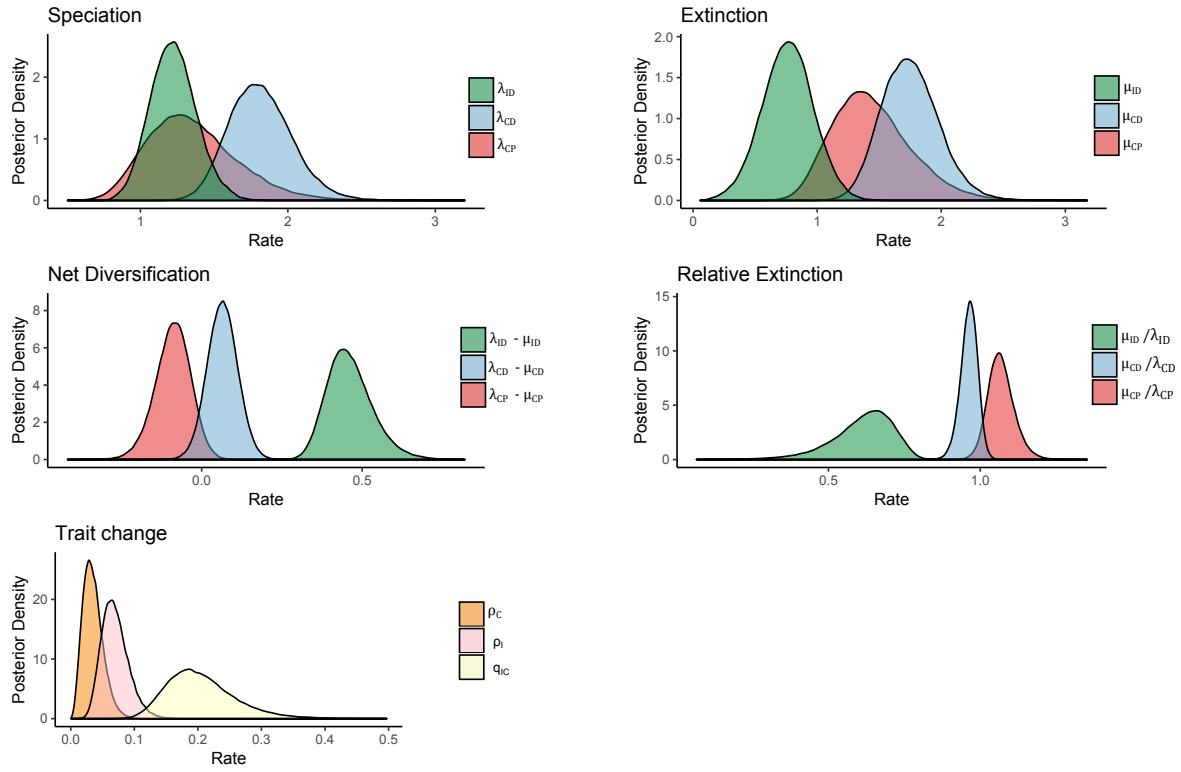 Speciation
Posterior Density
2
1
0
1 2 3
Rate
λID
λCD
λCP
Extinction
Posterior Density
2.0
1.5
1.0
0.5
0.0
0 1 2 3
Rate
μID
μCD
μCP
Net Diversification
Posterior Density
8
6
4
2
0
0.0 0.5
Rate
λID - μID
λCD - μCD
λCP - μCP
Relative Extinction
Posterior Density
15
10
5
0
0.5 1.0
Rate
μID /λID
μCD /λCD
μCP /λCP
Trait change
Posterior Density
20
10
0
0.0 0.1 0.2 0.3 0.4 0.5
Rate
ρC
ρI
qIC